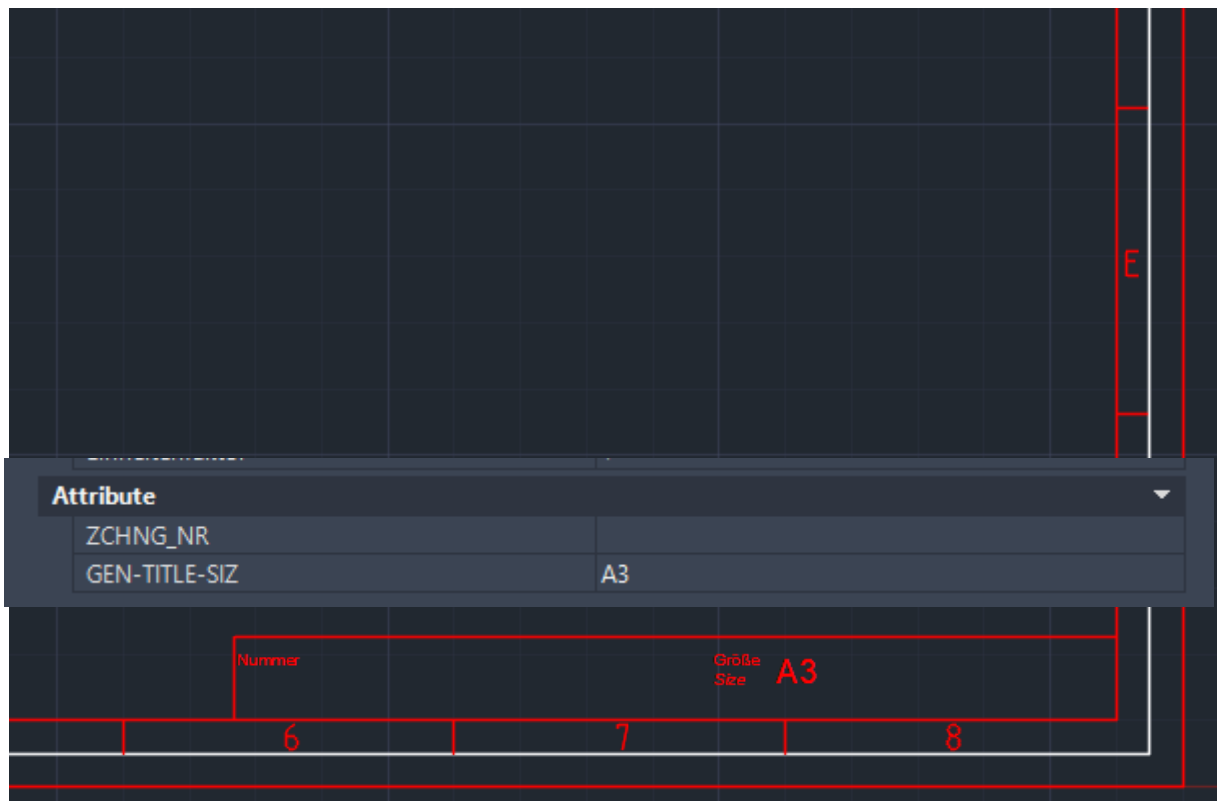 E
Attribute
ZCHNG_NR
GEN-TITLE-SIZ A3
Nummer Größe A3
Size
6 7 8